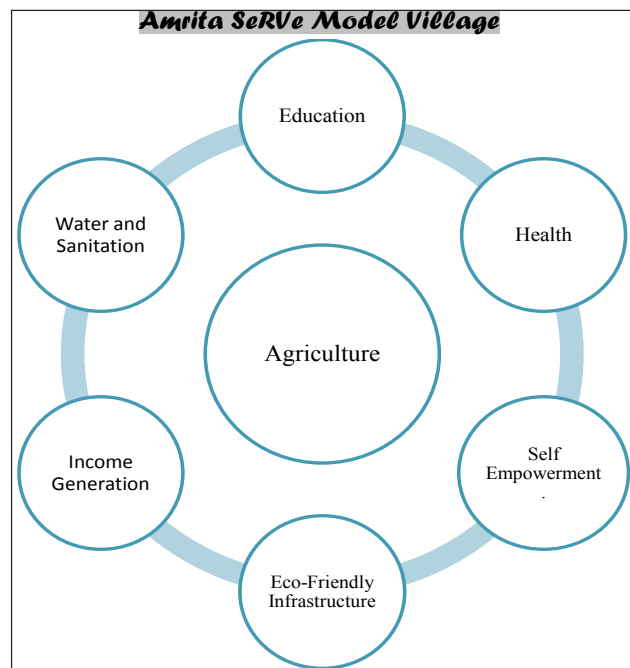 Amrita SeRVe Model Village
Education
Water and
Sanitation
Health
Agriculture
Income
Generation
Self
Empowerment
.
Eco-Friendly
Infrastructure